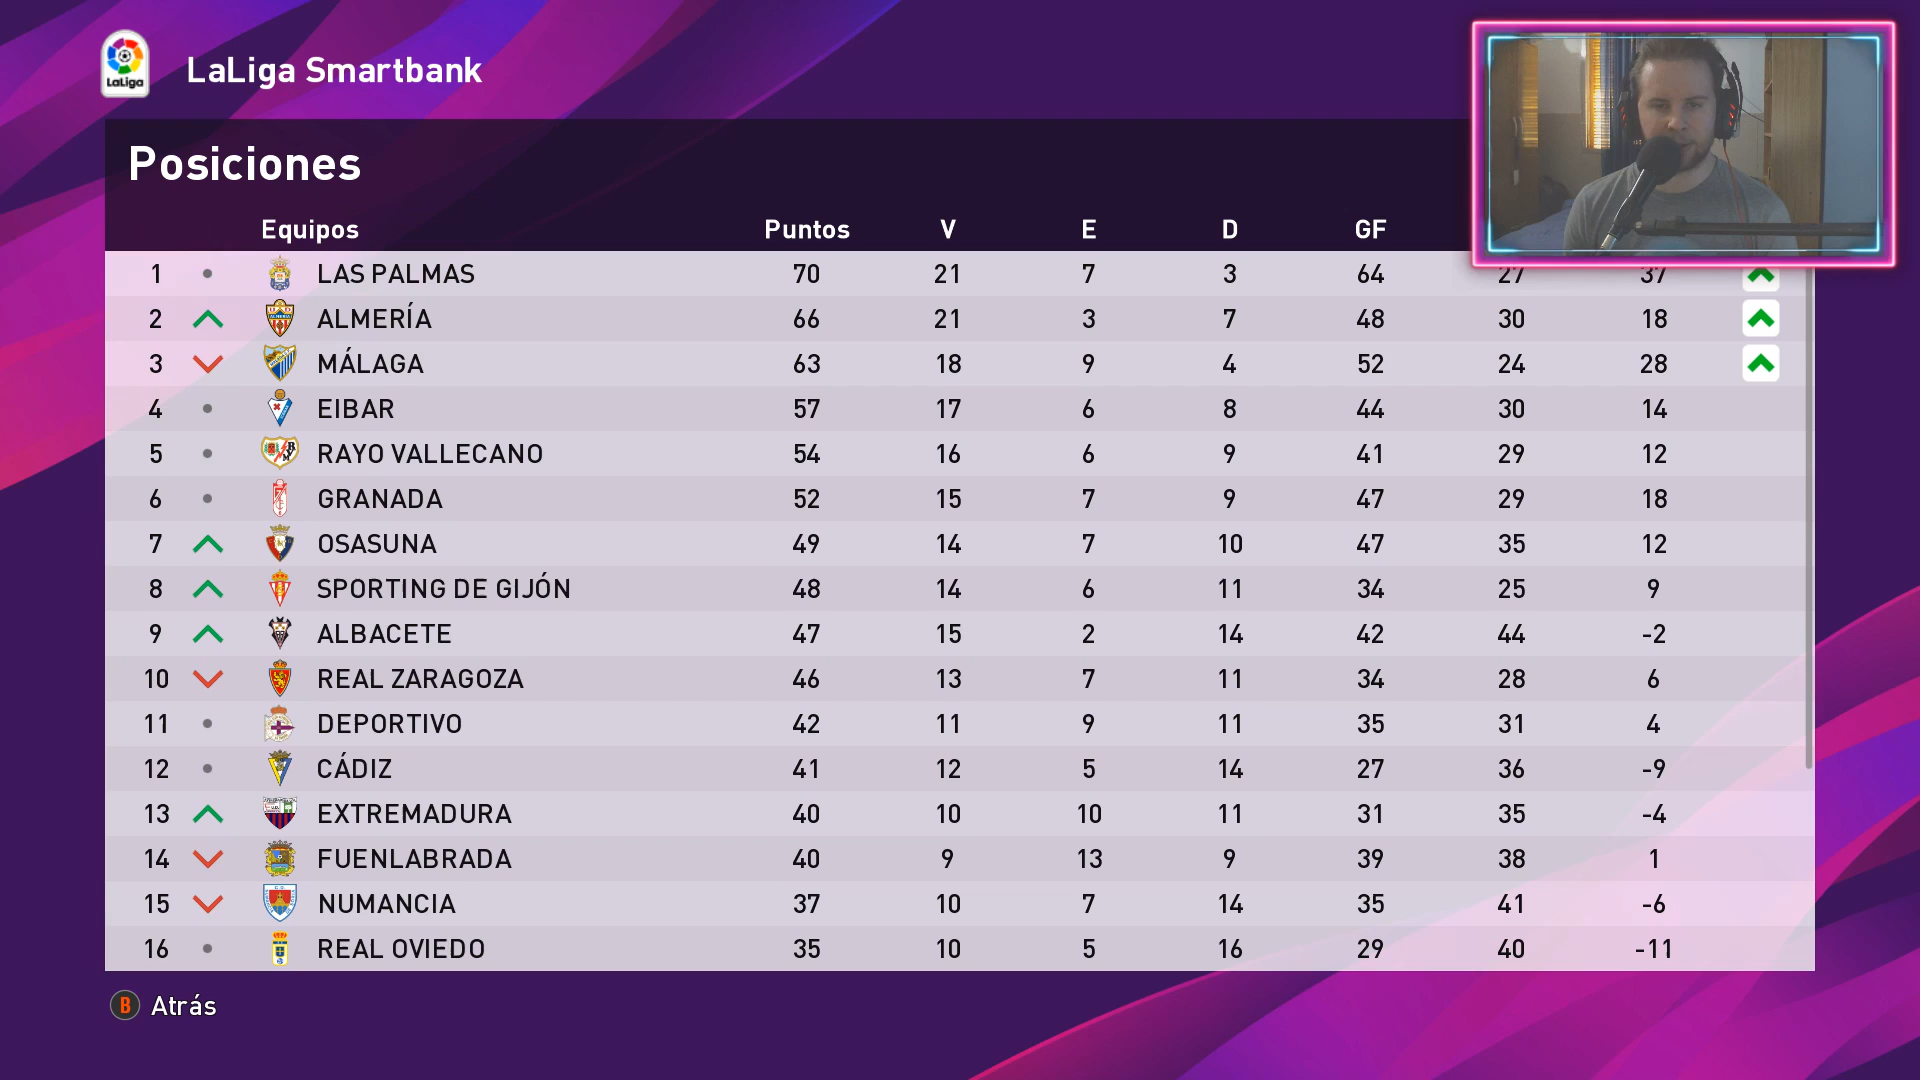 LaLiga
LaLiga Smartbank
Posiciones
Equipos Puntos V E D GF
1 LAS PALMAS 70 21 7 3 64 27 37
2 ALMERÍA 66 21 3 7 48 30 18
3 MÁLAGA 63 18 9 4 52 24 28
4 EIBAR 57 17 6 8 44 30 14
5 RAYO VALLECANO 54 16 6 9 41 29 12
6 GRANADA 52 15 7 9 47 29 18
7 OSASUNA 49 14 7 10 47 35 12
8 SPORTING DE GIJÓN 48 14 6 11 34 25 9
9 ALBACETE 47 15 2 14 42 44 -2
10 REAL ZARAGOZA 46 13 7 11 34 28 6
11 DEPORTIVO 42 11 9 11 35 31 4
12 CÁDIZ 41 12 5 14 27 36 -9
13 EXTREMADURA 40 10 10 11 31 35 -4
14 FUENLABRADA 40 9 13 9 39 38 1
15 NUMANCIA 37 10 7 14 35 41 -6
16 REAL OVIEDO 35 10 5 16 29 40 -11
B Atrás